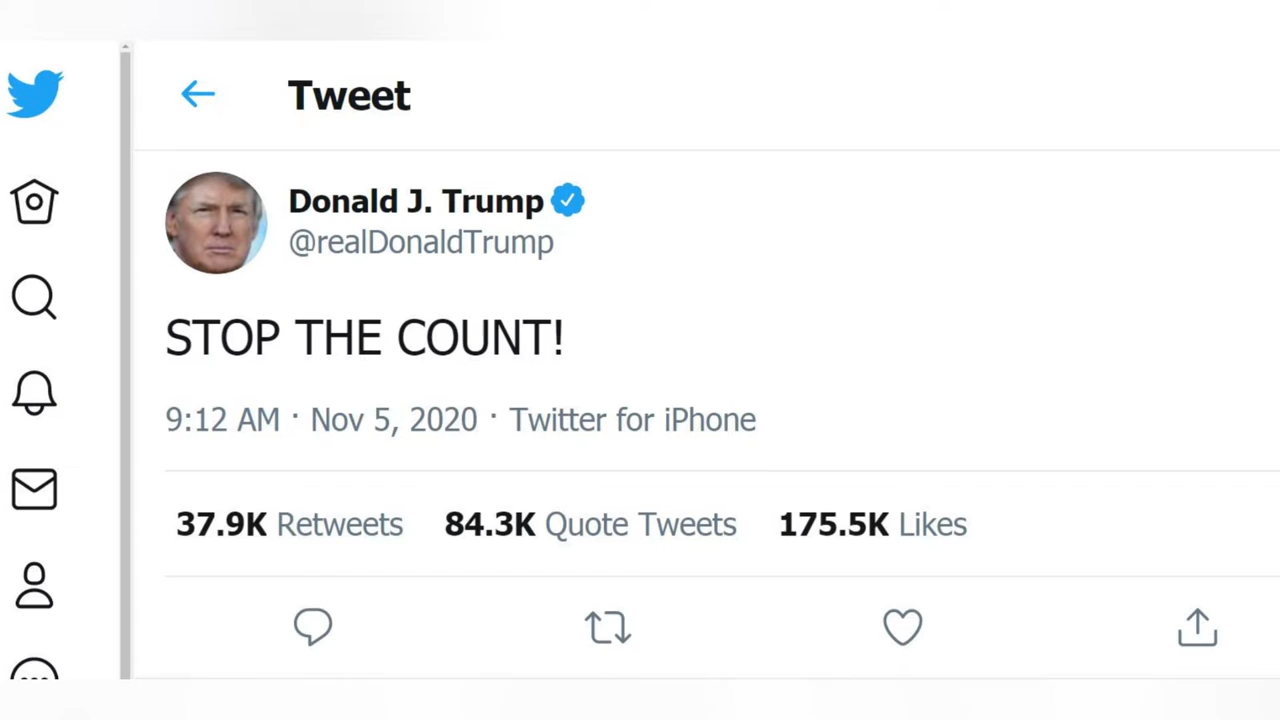 Tweet
Donald J. Trump
@realDonaldTrump
STOP THE COUNT!
9:12 AM · Nov 5, 2020 · Twitter for iPhone
37.9K Retweets 84.3K Quote Tweets 175.5K Likes